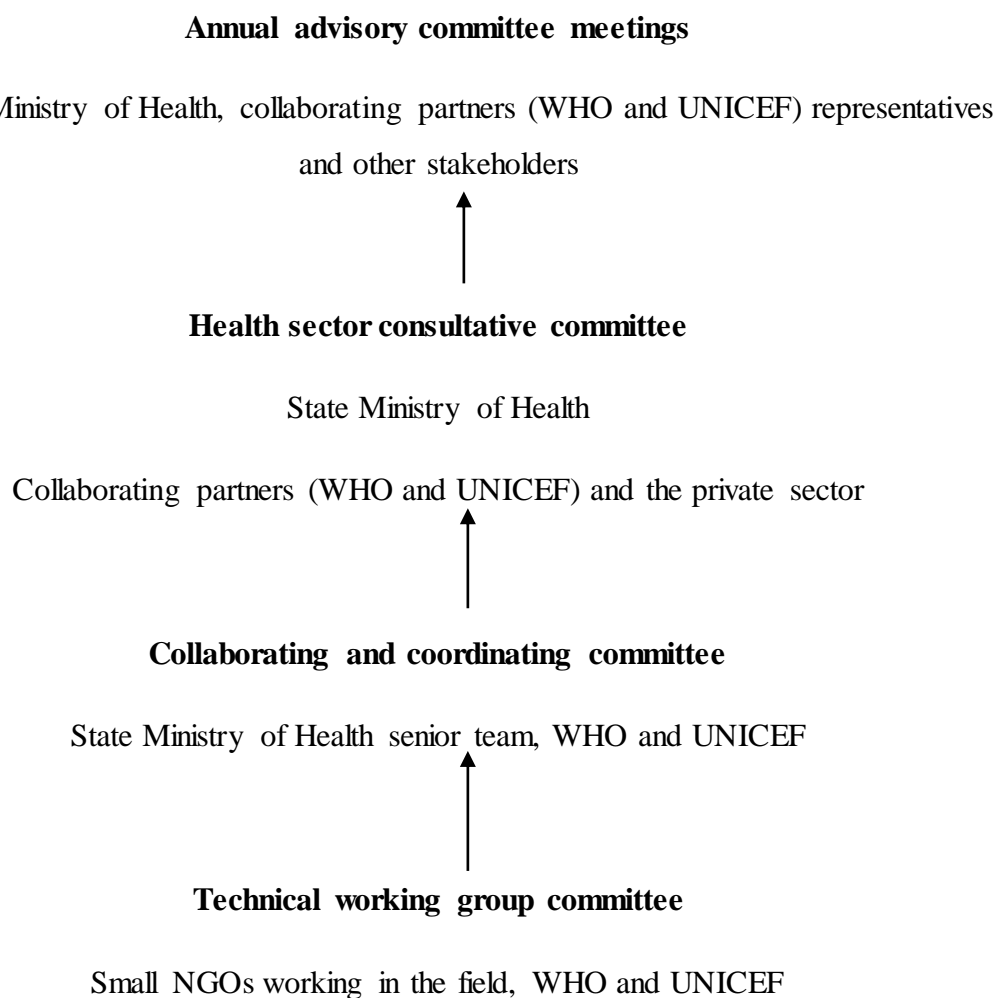 Annual advisory committee meetings
Ministry of Health, collaborating partners (WHO and UNICEF) representatives
and other stakeholders
Health sector consultative committee
State Ministry of Health
Collaborating partners (WHO and UNICEF) and the private sector
Collaborating and coordinating committee
State Ministry of Health senior team, WHO and UNICEF
Technical working group committee
Small NGOs working in the field, WHO and UNICEF